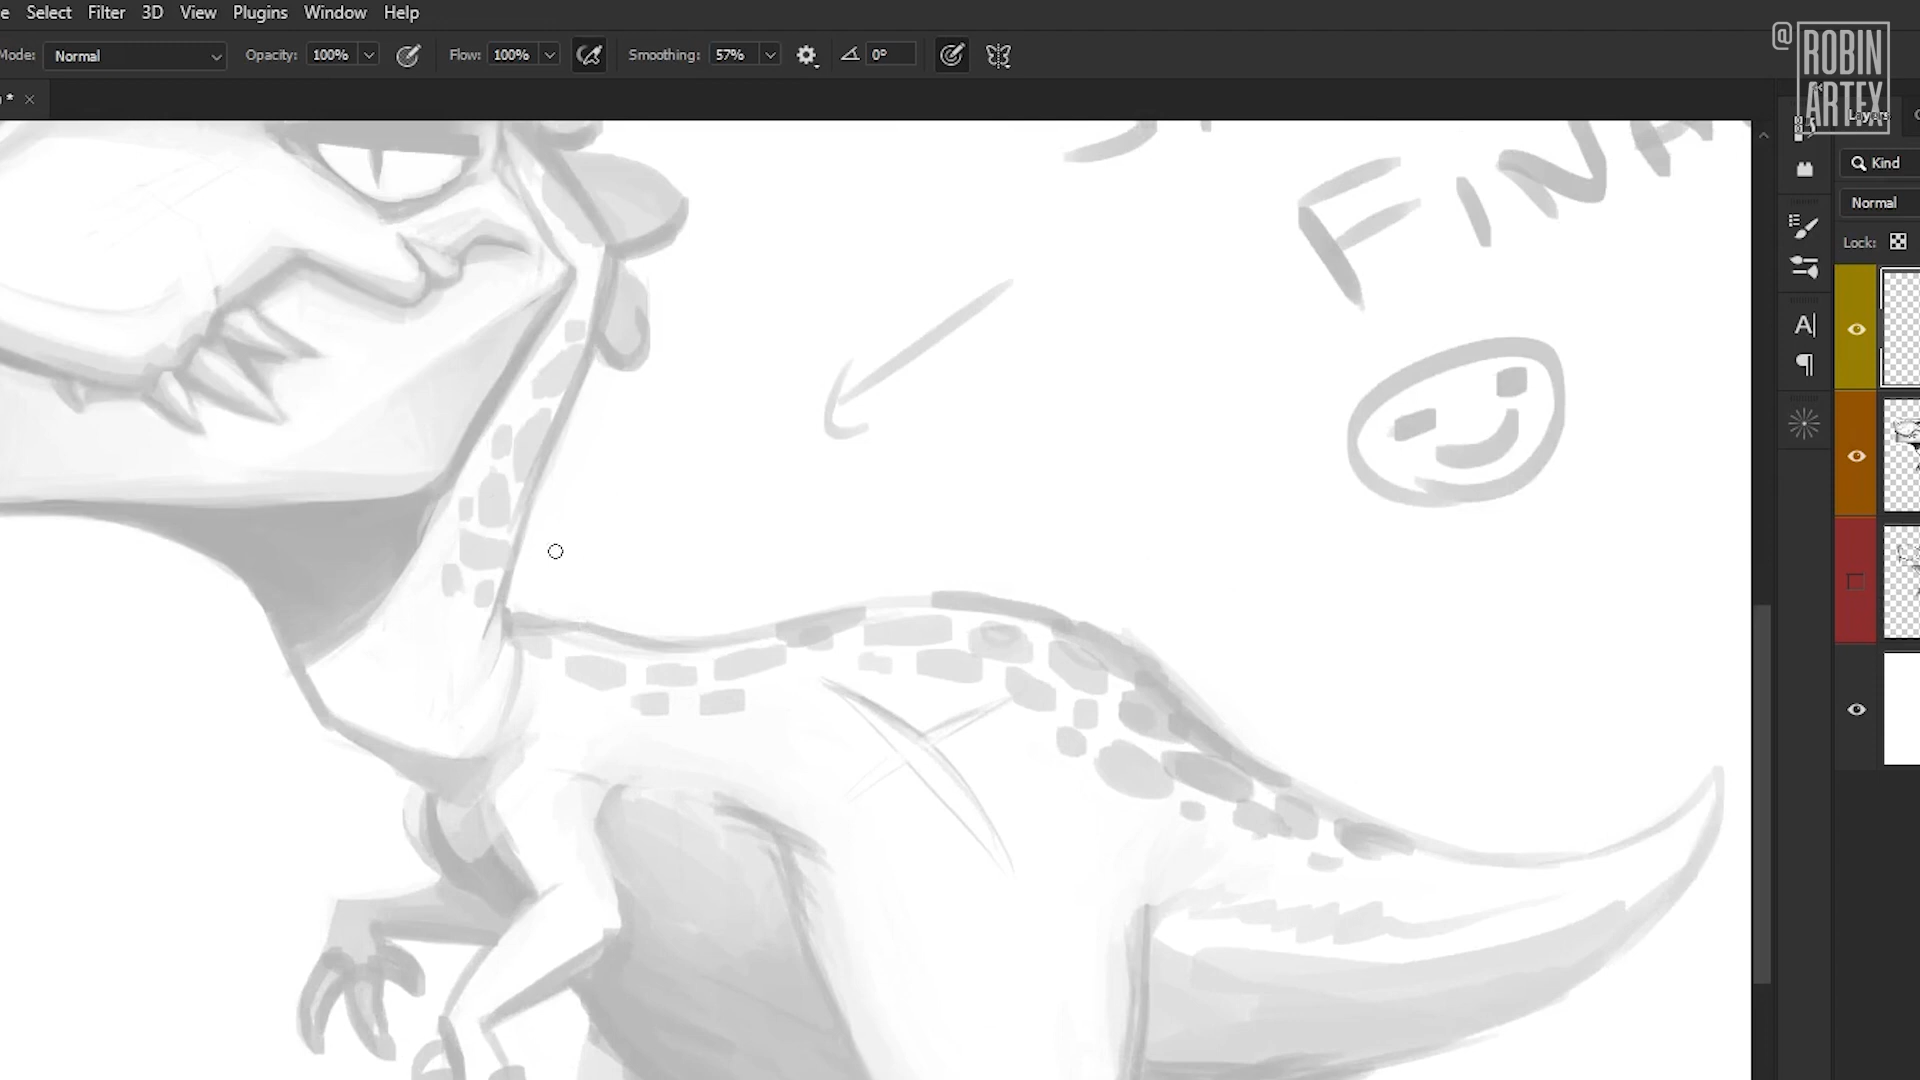 Select Filter 3D View Plugins Window Help
Mode: Normal Opacity: 100% Flow: 100% Smoothing: 57% 0°
@ROBIN
ARTEX
Layers
FINA
Kind
Normal
Lock:
A